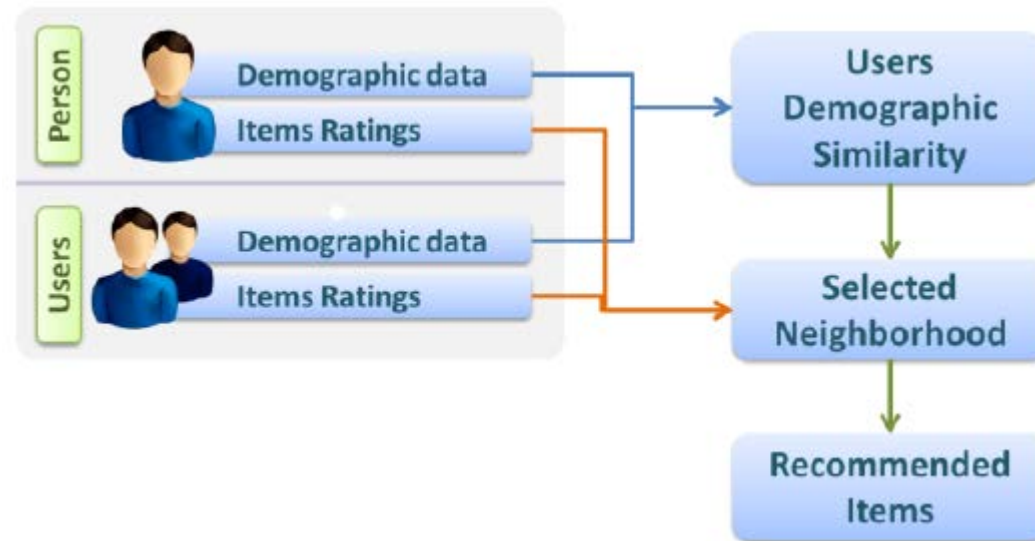 Person
Demographic data
Items Ratings
Users
Demographic data
Items Ratings
Users
Demographic
Similarity
Selected
Neighborhood
Recommended
Items